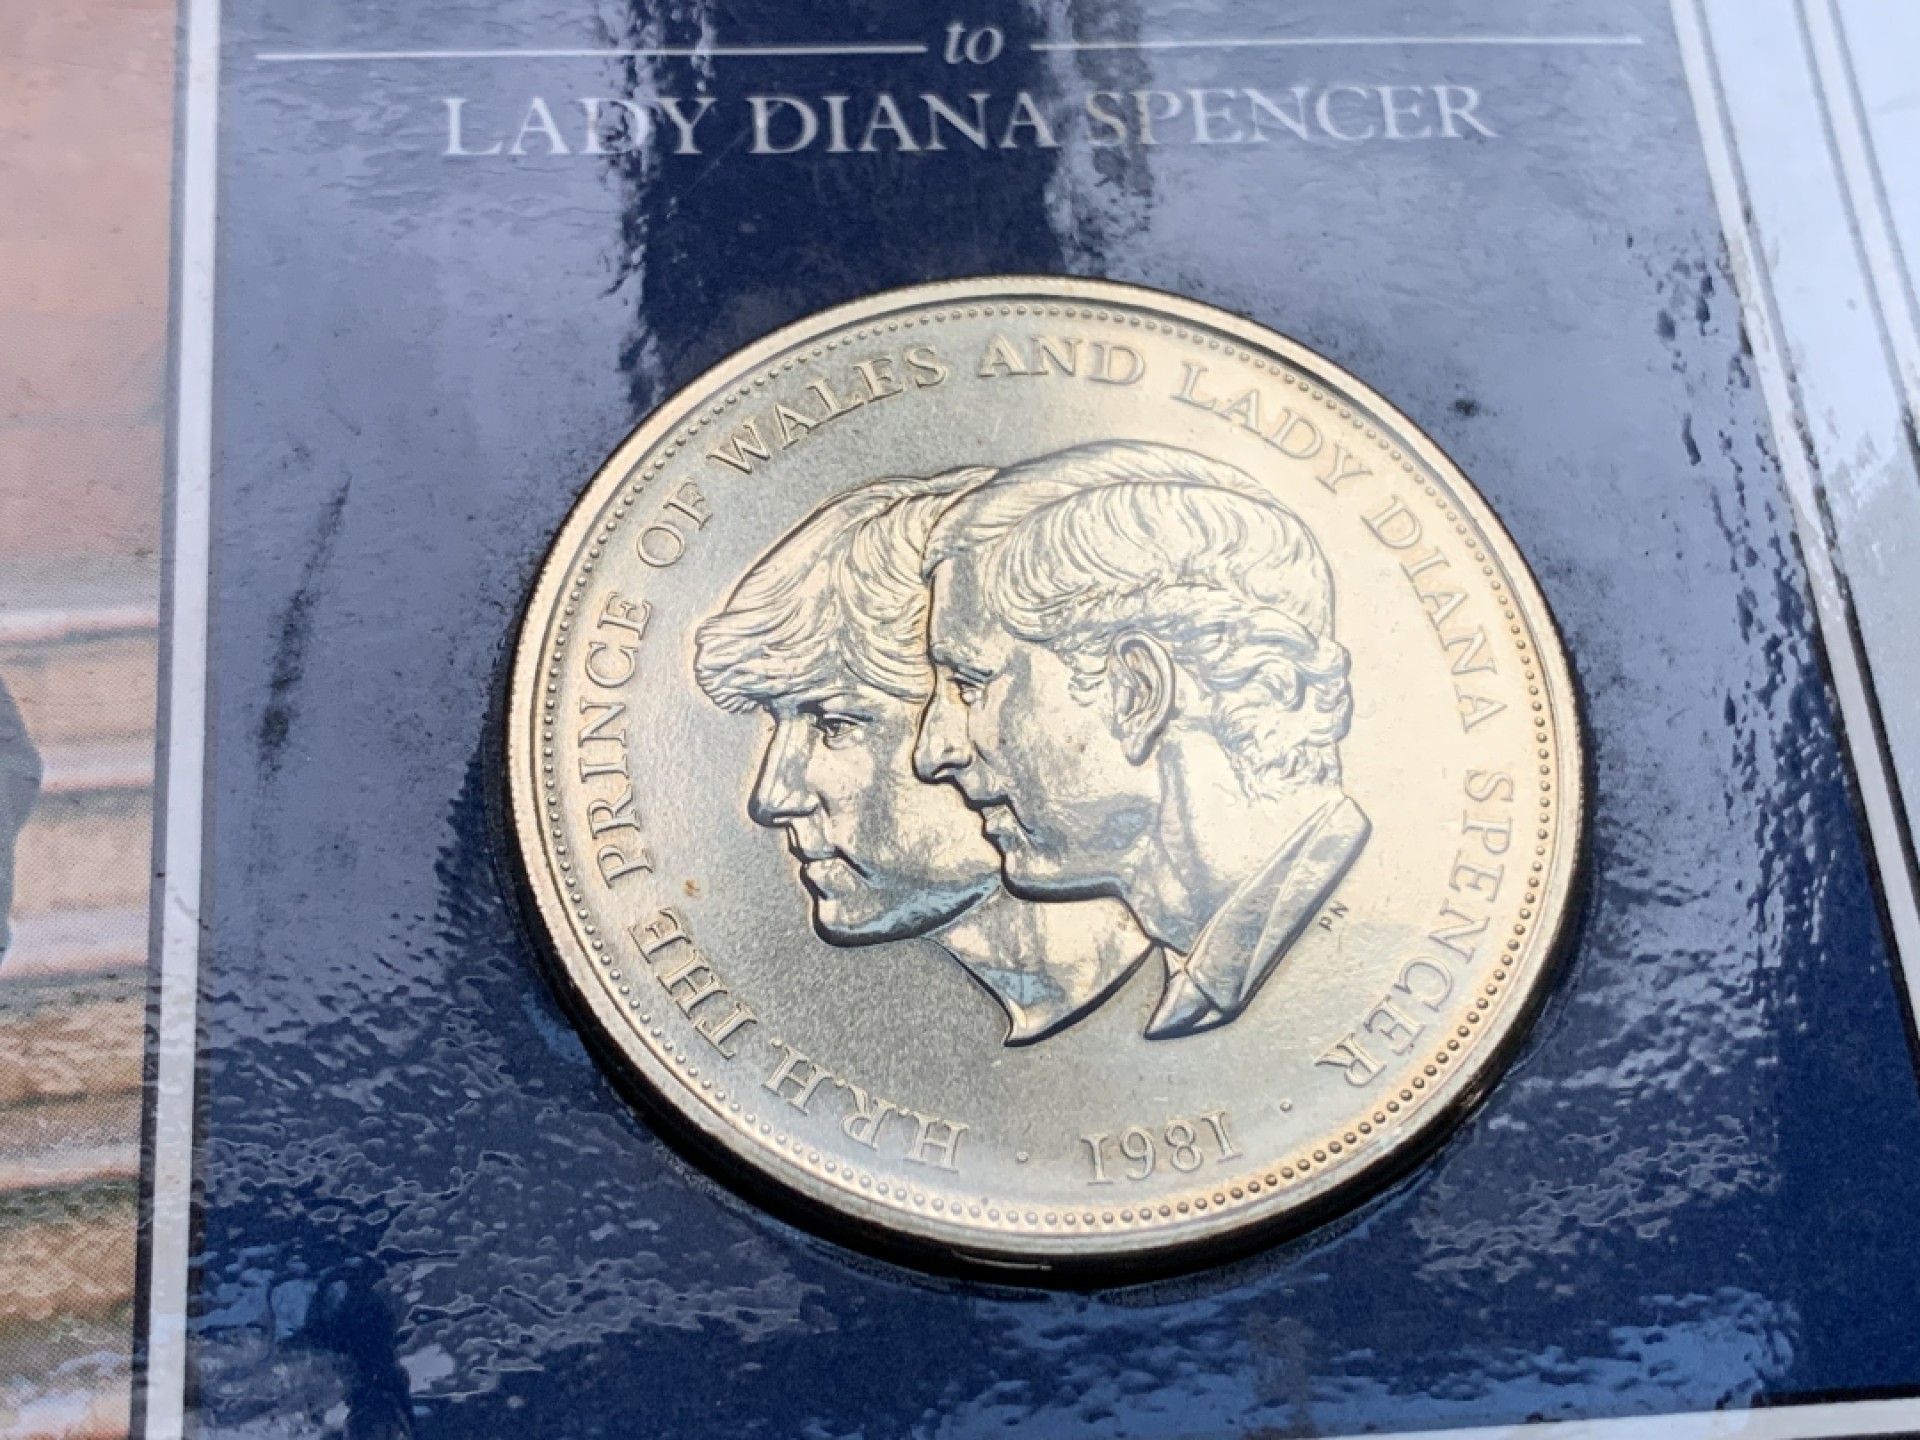 to
LADY DIANA SPENCER
H.R.H. THE PRINCE OF WALES AND LADY DIANA SPENCER
· 1981 ·
PN